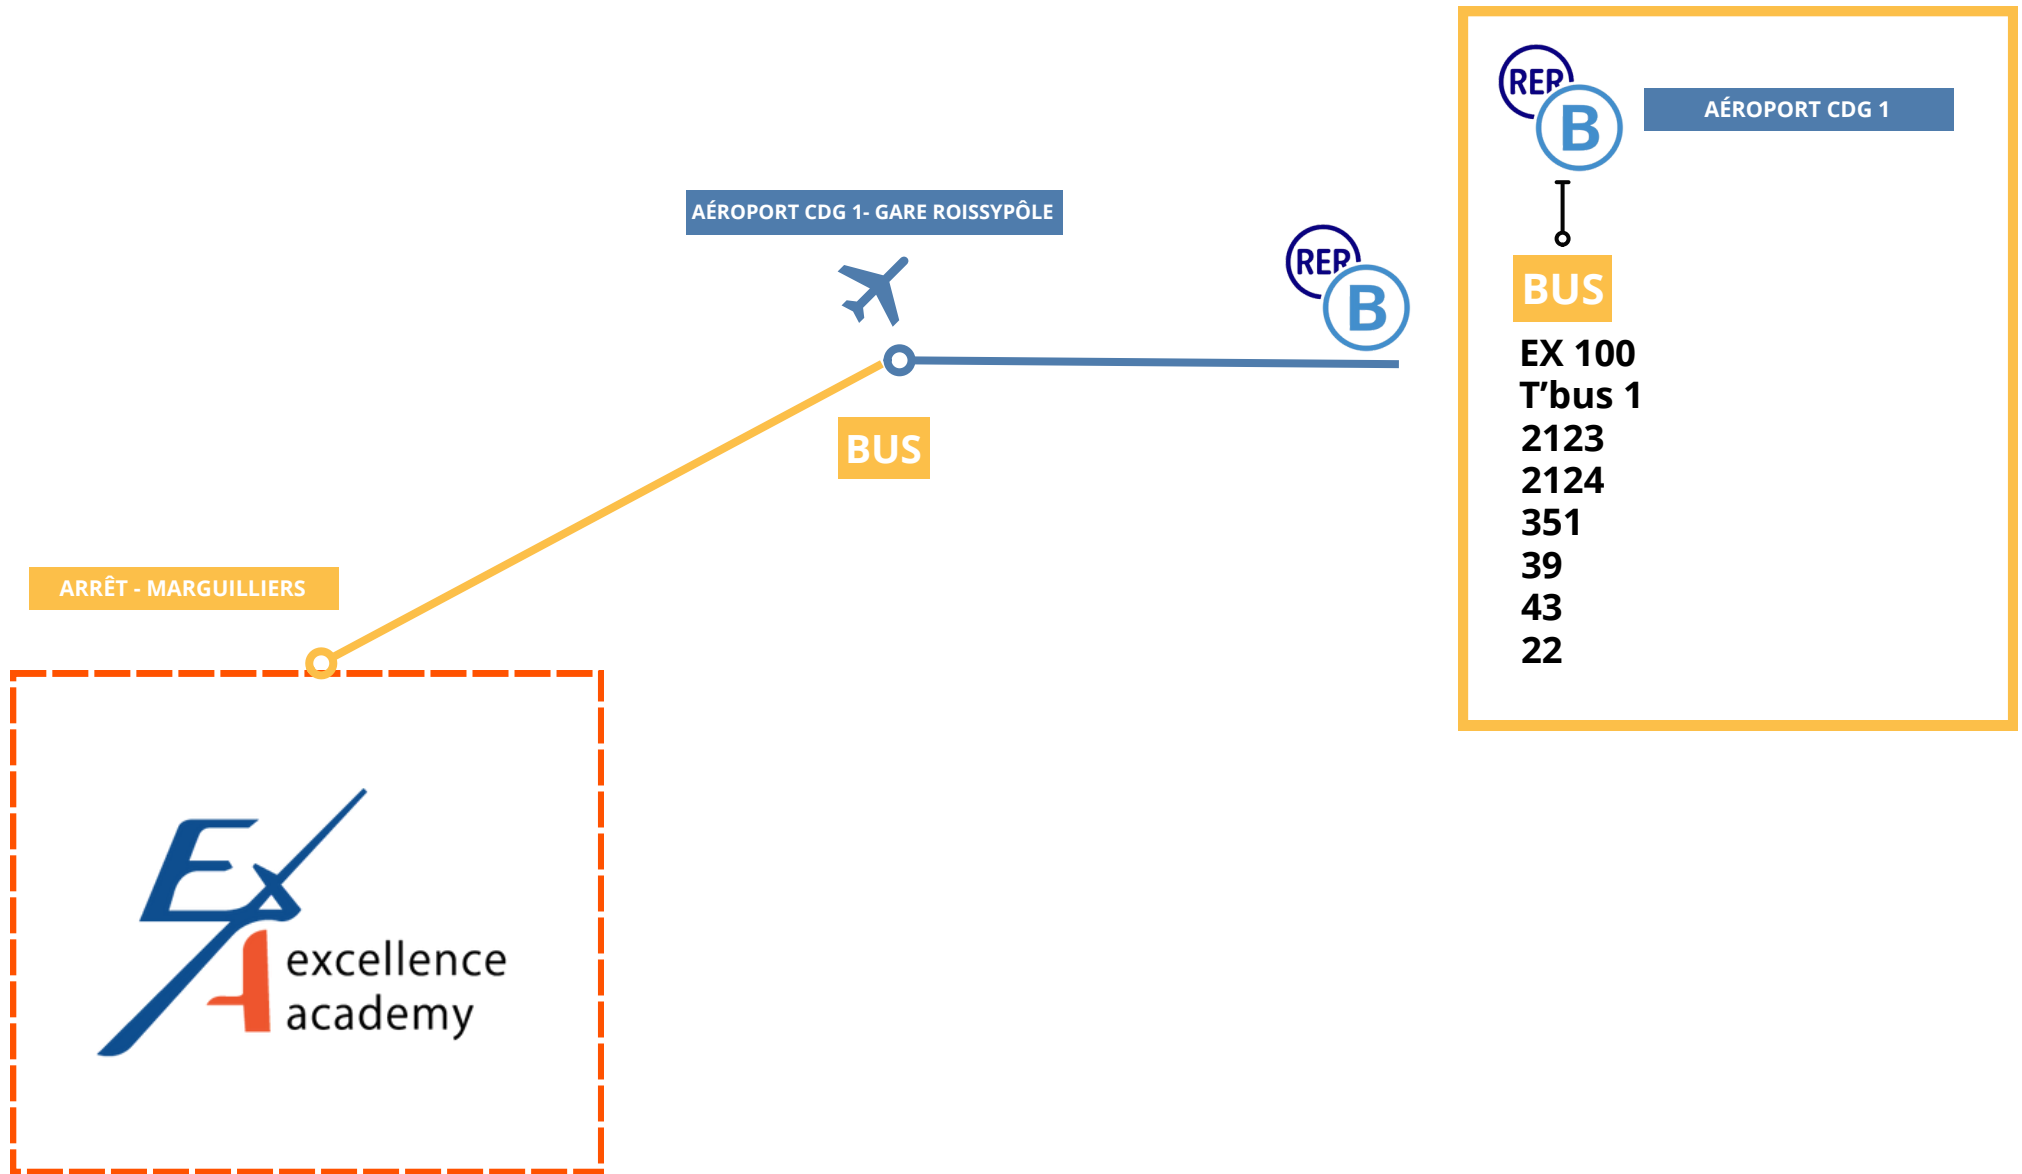 RER
B
AÉROPORT CDG 1
AÉROPORT CDG 1- GARE ROISSYPÔLE
RER
B
BUS
EX 100
T’bus 1
2123
2124
351
39
43
22
BUS
ARRÊT - MARGUILLIERS
Ex
A
excellence
academy